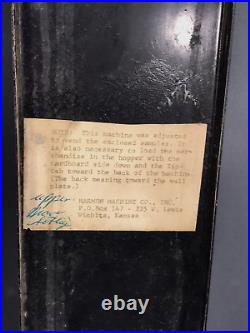 NOTE: This machine was adjusted
to vend the enclosed samples. It
is also necessary to load the mer-
chandise in the hopper with the
cardboard side down and the zip-
tab toward the back of the machine.
(The back meaning toward the wall
plate.)
HARMON MACHINE CO., INC.
P.O. Box 147 - 225 W. Lewis
Wichita, Kansas